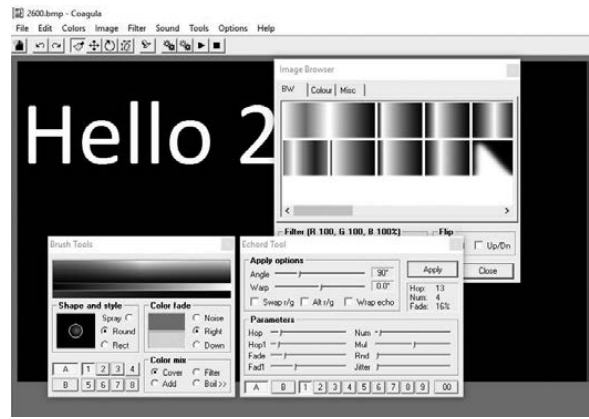 2600.bmp - Coagula
File Edit Colors Image Filter Sound Tools Options Help
Hello 2
Image Browser
BW Colour Misc
Filter (R 100, G 100, B 100%) Flip
Up/Dn
Close
Brush Tools
Shape and style
Spray
Round
Rect
Color fade
Noise
Right
Down
Color mix
Cover Filter
Add Boil >>
A 1 2 3 4
B 5 6 7 8
Echord Tool
Apply options
Angle 90°
Warp 0.0°
Swap r/g Alt r/g Wrap echo
Apply
Hop: 13
Num: 4
Fade: 16%
Parameters
Hop Num
Hop1 Mul
Fade Rnd
Fad1 Jitter
A B 1 2 3 4 5 6 7 8 9 00